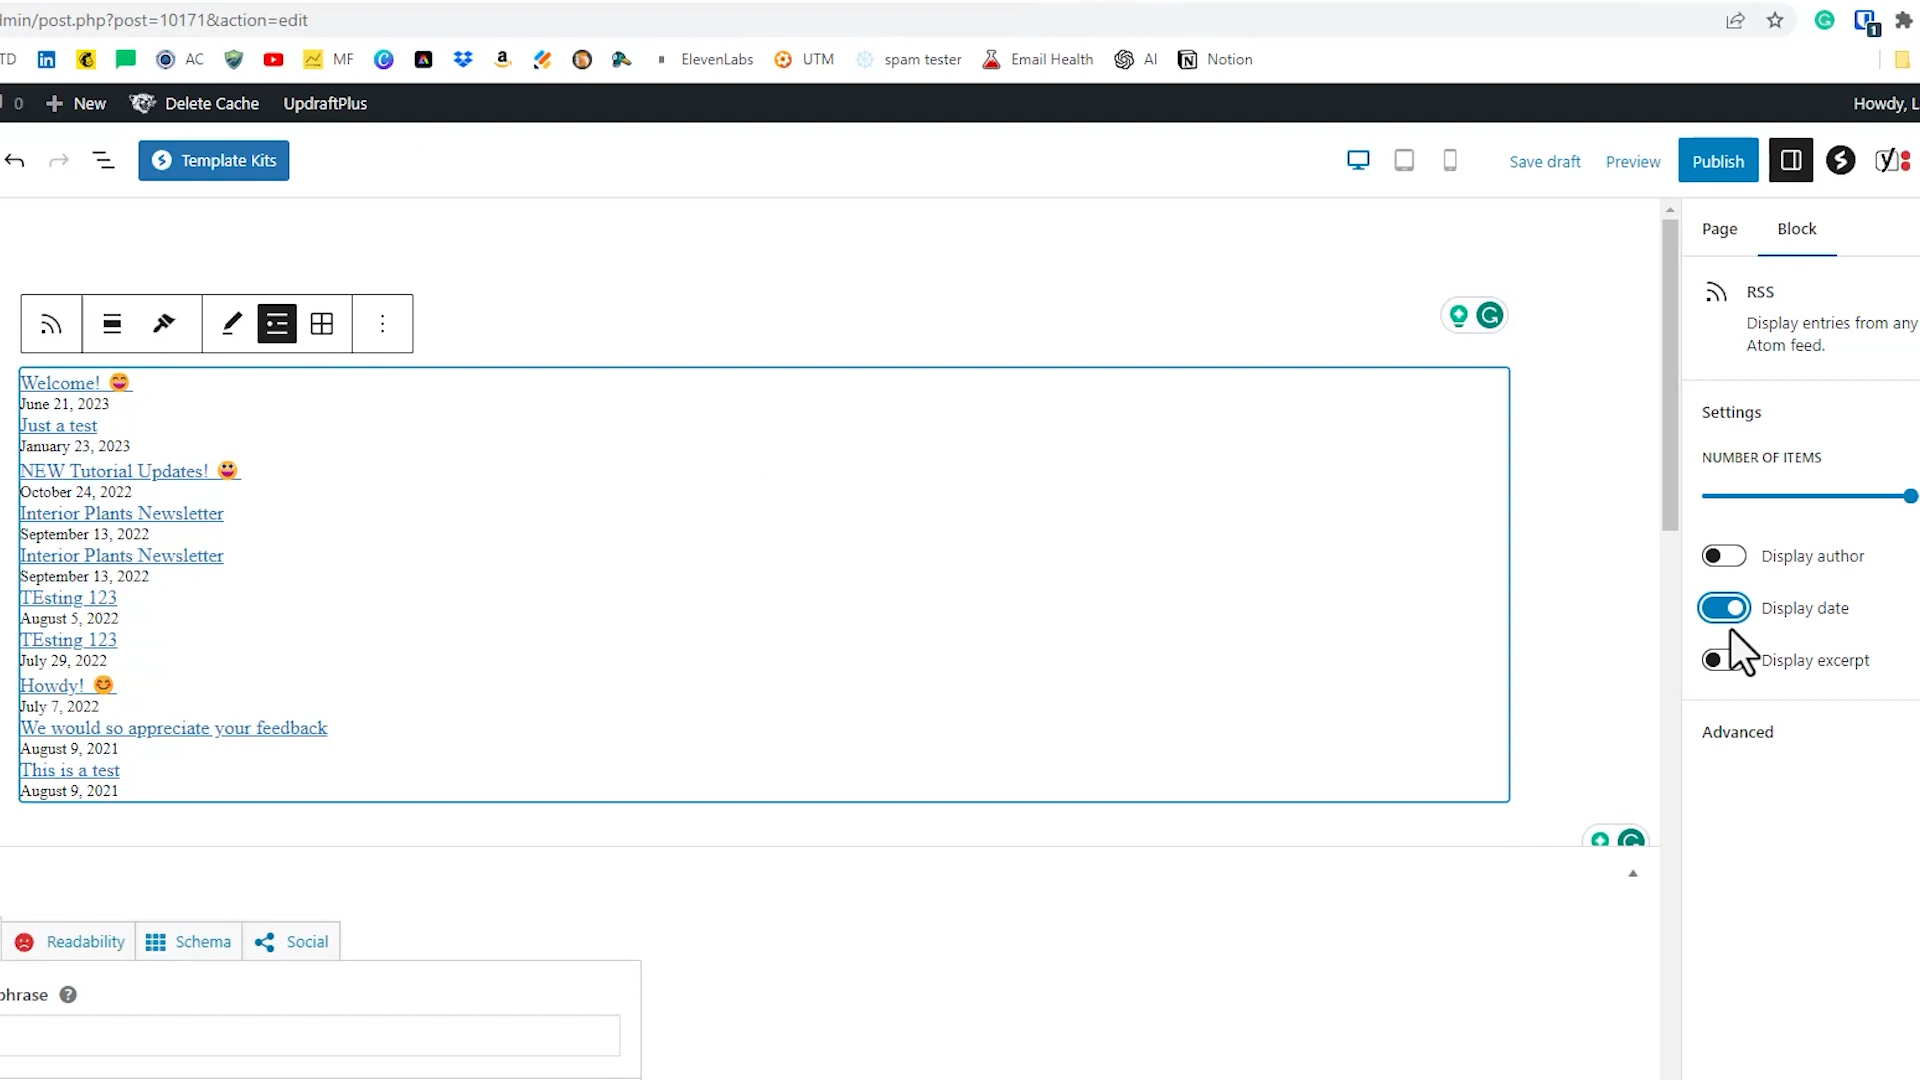 dmin/post.php?post=10171&action=edit
TD AC MF ElevenLabs UTM spam tester Email Health AI Notion
0 New Delete Cache UpdraftPlus Howdy, L
Template Kits Save draft Preview Publish
Page Block
RSS
Display entries from any
Atom feed.
Settings
NUMBER OF ITEMS
Display author
Display date
Display excerpt
Advanced
Welcome! 😄
June 21, 2023
Just a test
January 23, 2023
NEW Tutorial Updates! 😀
October 24, 2022
Interior Plants Newsletter
September 13, 2022
Interior Plants Newsletter
September 13, 2022
TEsting 123
August 5, 2022
TEsting 123
July 29, 2022
Howdy! 😊
July 7, 2022
We would so appreciate your feedback
August 9, 2021
This is a test
August 9, 2021
Readability Schema Social
phrase ?